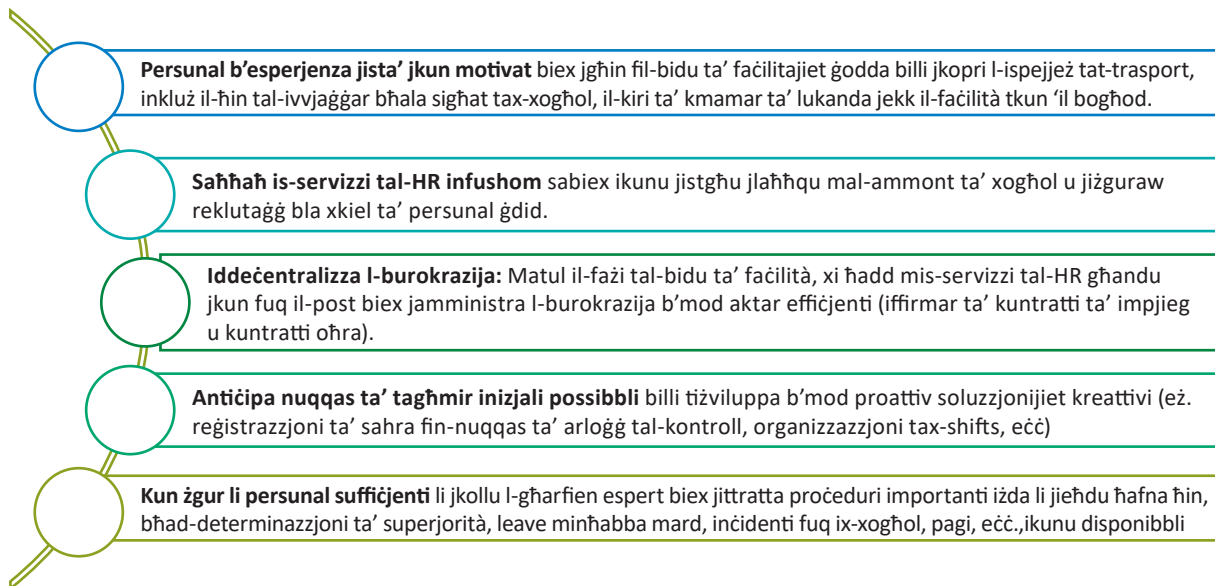 Persunal b’esperjenza jista’ jkun motivat biex jgħin fil-bidu ta’ faċilitajiet ġodda billi jkopri l-ispejjeż tat-trasport,
inkluż il-ħin tal-ivvjaġġar bħala sigħat tax-xogħol, il-kiri ta’ kmamar ta’ lukanda jekk il-faċilità tkun ‘il bogħod.
Saħħaħ is-servizzi tal-HR infushom sabiex ikunu jistgħu jlaħħqu mal-ammont ta’ xogħol u jiżguraw
reklutaġġ bla xkiel ta’ persunal ġdid.
Iddeċentralizza l-burokrazija: Matul il-fażi tal-bidu ta’ faċilità, xi ħadd mis-servizzi tal-HR għandu
jkun fuq il-post biex jamministra l-burokrazija b’mod aktar effiċjenti (iffirmar ta’ kuntratti ta’ impjieg
u kuntratti oħra).
Antiċipa nuqqas ta’ tagħmir inizjali possibbli billi tiżviluppa b’mod proattiv soluzzjonijiet kreattivi (eż.
reġistrazzjoni ta’ sahra fin-nuqqas ta’ arloġġ tal-kontroll, organizzazzjoni tax-shifts, eċċ)
Kun żgur li persunal suffiċjenti li jkollu l-għarfien espert biex jittratta proċeduri importanti iżda li jieħdu ħafna ħin,
bħad-determinazzjoni ta’ superjorità, leave minħabba mard, inċidenti fuq ix-xogħol, pagi, eċċ.,ikunu disponibbli